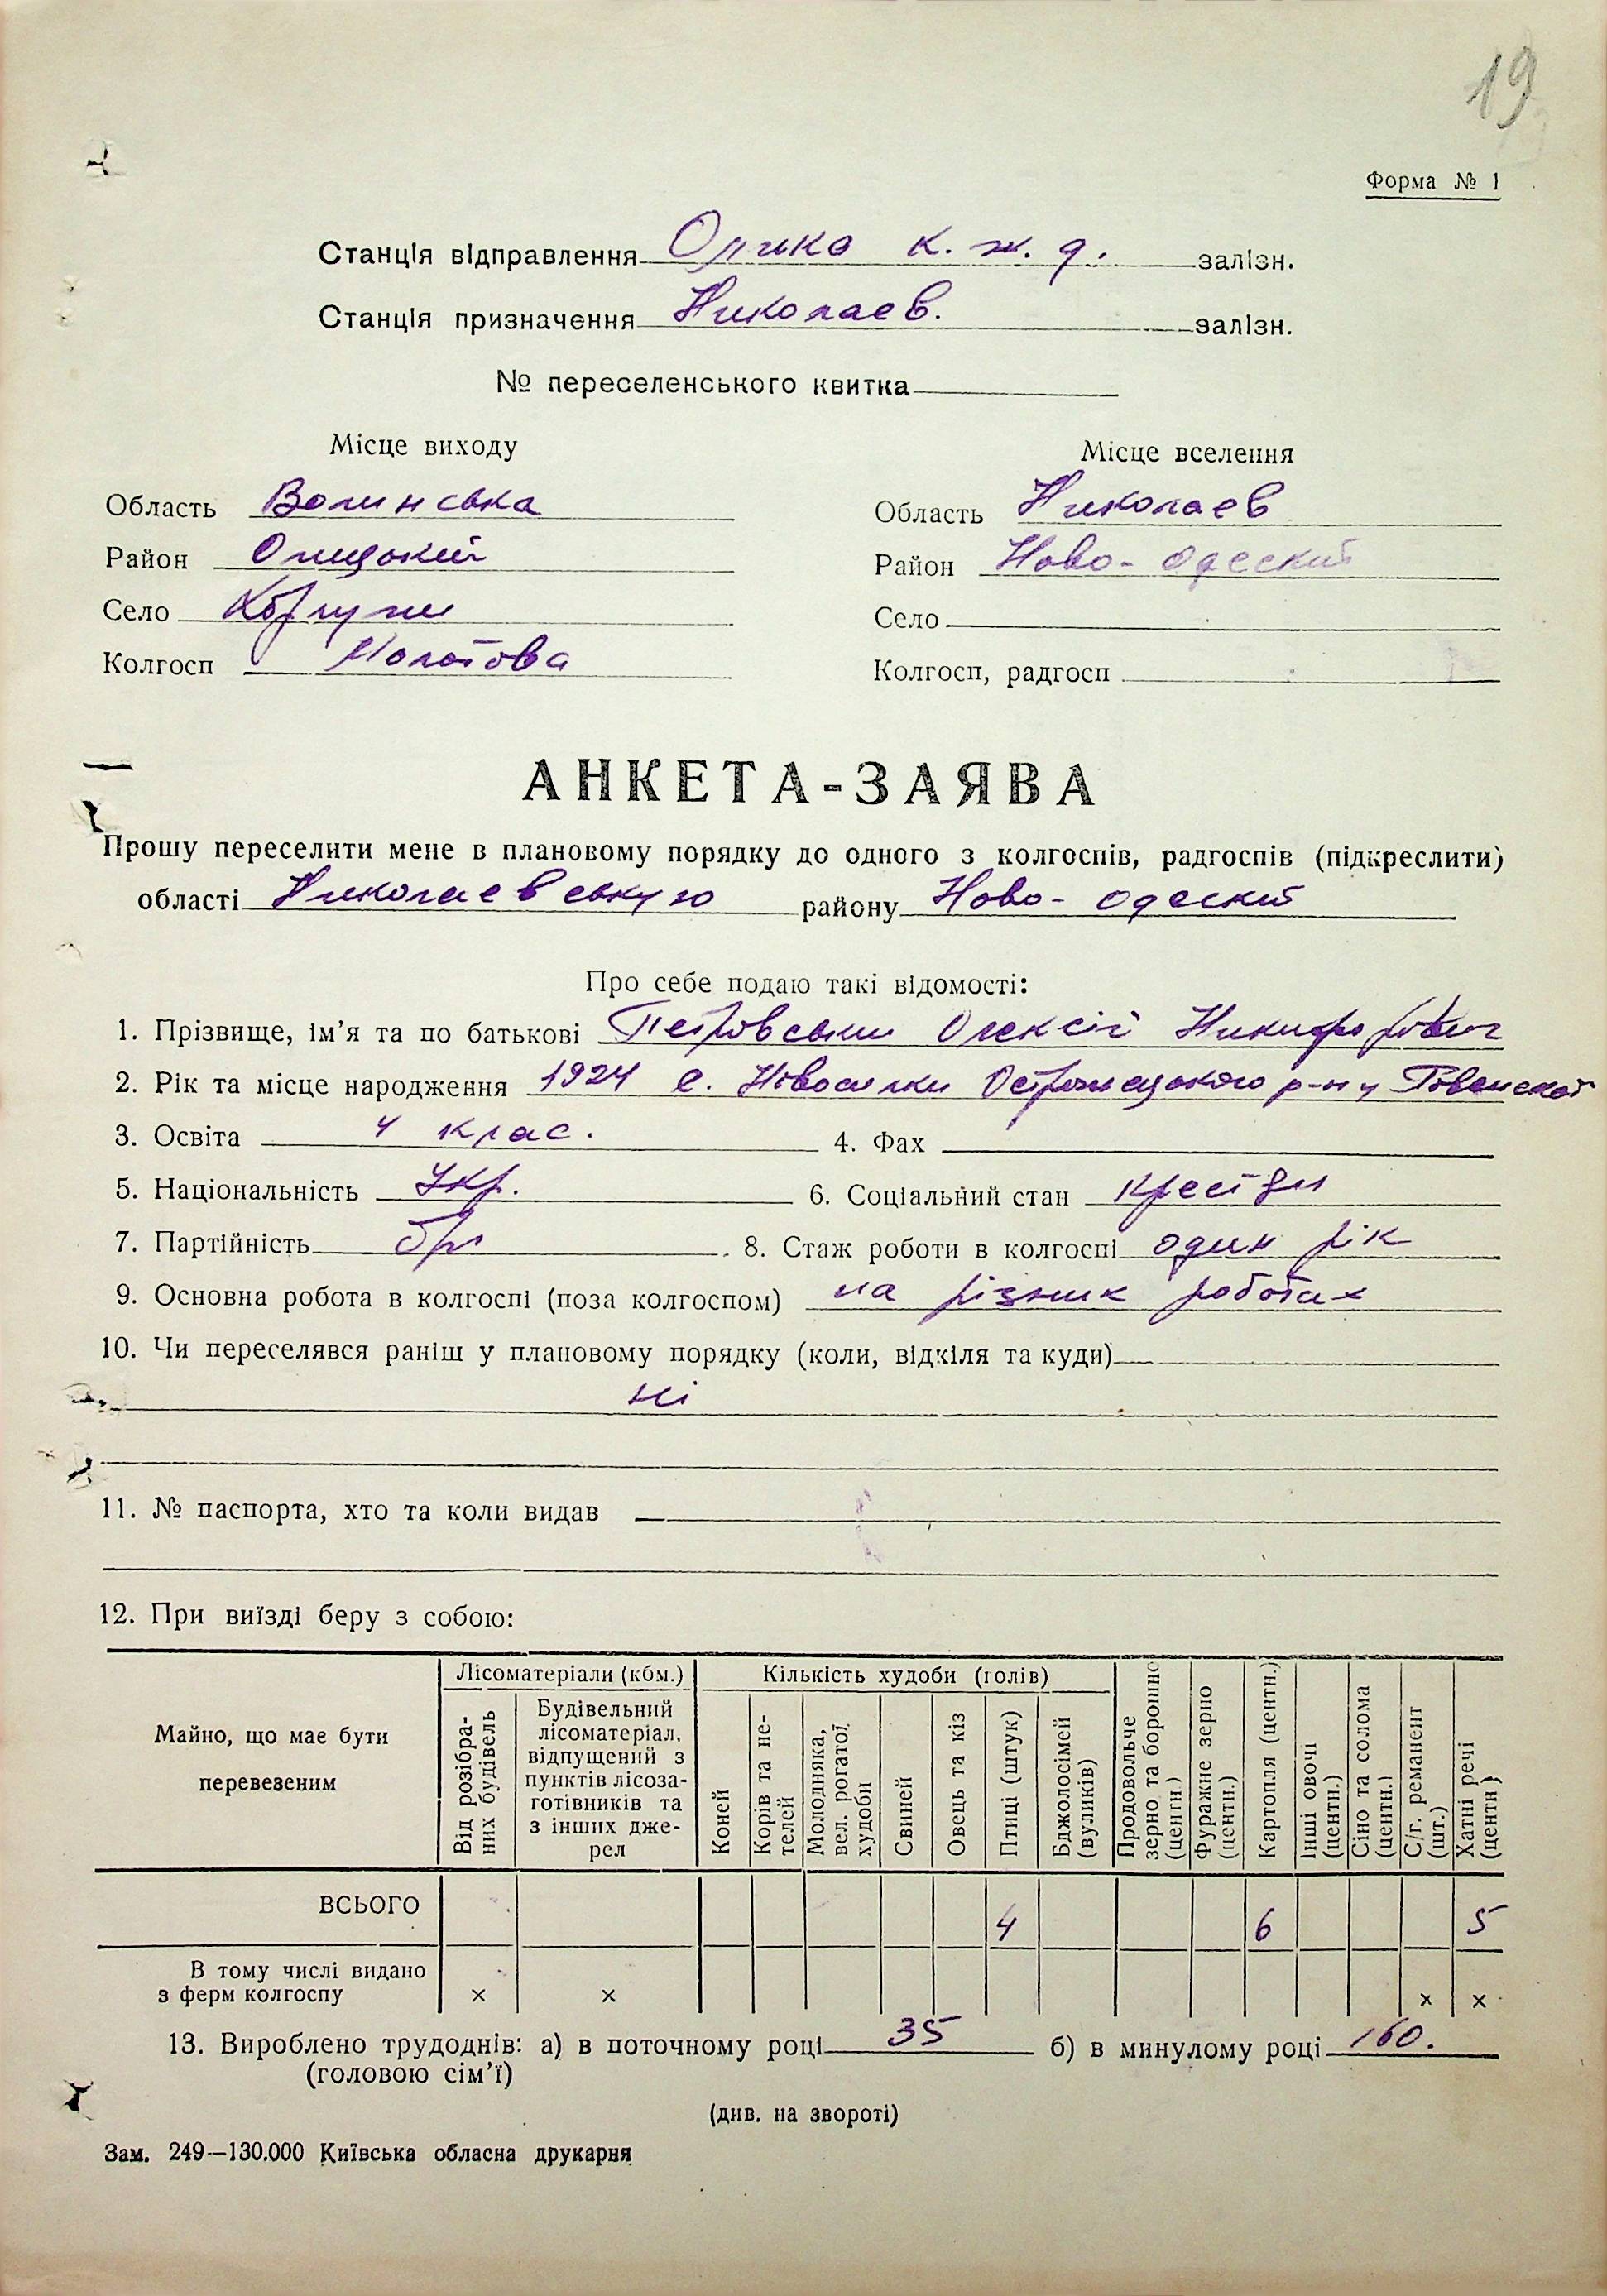 19
Форма № 1
Станція відправлення Олика к. ж. д. залізн.
Станція призначення Николаев. залізн.
№ переселенського квитка
Місце виходу
Місце вселення
Область Волинська
Область Николаев
Район Олицький
Район Ново-Одеский
Село
Село
Колгосп Молотова
Колгосп, радгосп
АНКЕТА-ЗАЯВА
Прошу переселити мене в плановому порядку до одного з колгоспів, радгоспів (підкреслити)
області Николаевськую району Ново-Одеский
Про себе подаю такі відомості:
1. Прізвище, ім’я та по батькові Петровський Олексій Никифорович
2. Рік та місце народження 1924 с. Новосилки Острожецького р-ну Ровенской
3. Освіта 4 клас.
4. Фах
5. Національність Укр.
6. Соціальний стан
7. Партійність б/п
8. Стаж роботи в колгоспі один рік
9. Основна робота в колгоспі (поза колгоспом) на різних роботах
10. Чи переселявся раніш у плановому порядку (коли, відкіля та куди)
ні
11. № паспорта, хто та коли видав
12. При виїзді беру з собою:
Майно, що має бути перевезеним
Лісоматеріали (кбм.)
Кількість худоби (голів)
Від розібра-них будівель
Будівельний лісоматеріал, відпущений з пунктів лісоза-готівників та з інших дже-рел
Коней
Корів та не-телей
Молодняка, вел. рогатої худоби
Свиней
Овець та кіз
Птиці (штук)
Бджолосімей (вуликів)
Продовольче зерно та борошно (центн.)
Фуражне зерно (центн.)
Картопля (центн.)
Інші овочі (центн.)
Сіно та солома (центн.)
С/г. реманент (шт.)
Хатні речі (центн.)
ВСЬОГО 4 6 5
В тому числі видано
з ферм колгоспу × × × ×
13. Вироблено трудоднів: а) в поточному році 35 б) в минулому році 160.
(головою сім’ї)
(див. на звороті)
Зам. 249—130.000 Київська обласна друкарня